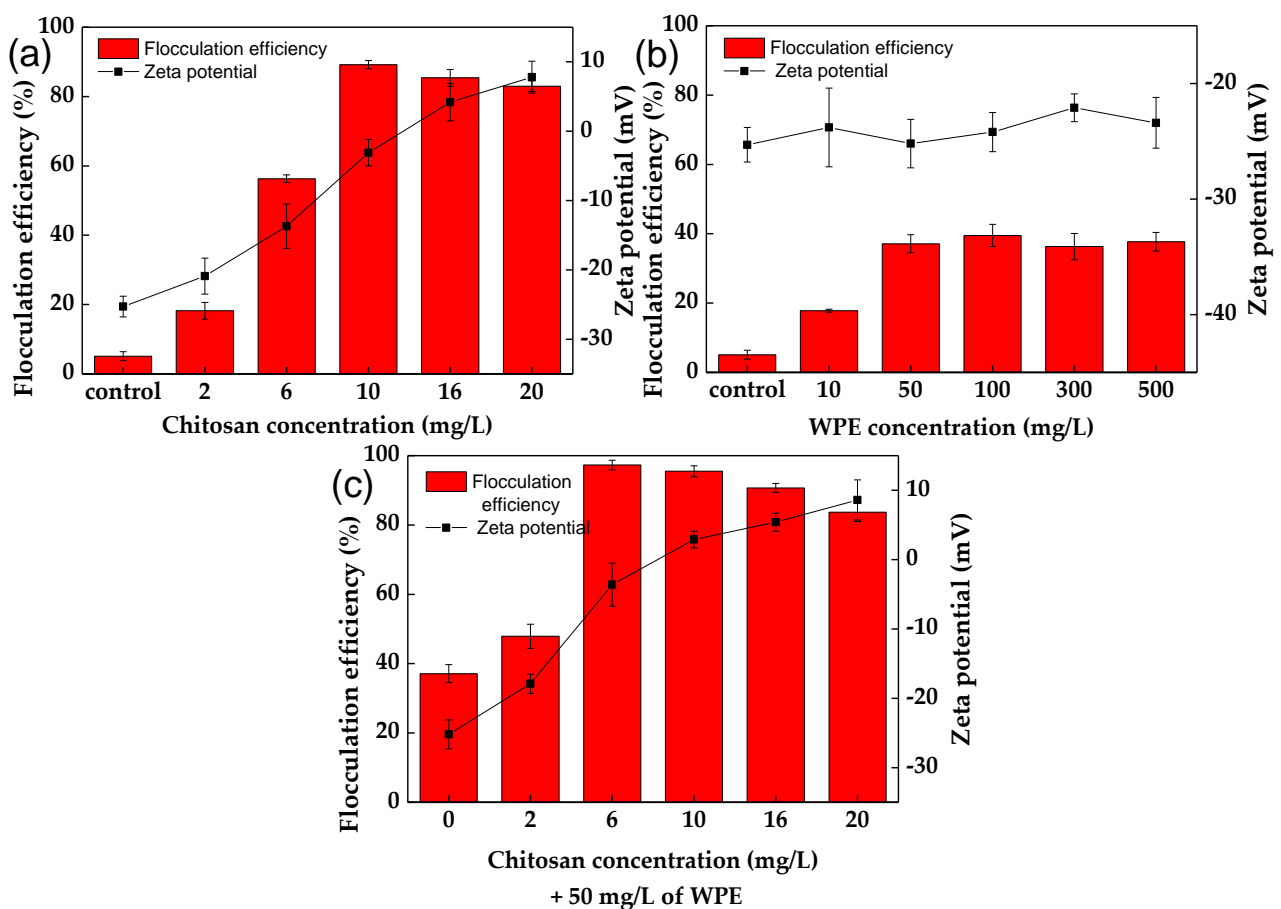 (a)
Flocculation efficiency
Zeta potential
100
80
60
40
20
0
Flocculation efficiency (%)
10
0
-10
-20
-30
Zeta potential (mV)
control 2 6 10 16 20
Chitosan concentration (mg/L)
(b)
Flocculation efficiency
Zeta potential
100
80
60
40
20
0
Flocculation efficiency (%)
-20
-30
-40
Zeta potential (mV)
control 10 50 100 300 500
WPE concentration (mg/L)
(c)
Flocculation
efficiency
Zeta potential
100
80
60
40
20
0
Flocculation efficiency (%)
10
0
-10
-20
-30
Zeta potential (mV)
0 2 6 10 16 20
Chitosan concentration (mg/L)
+ 50 mg/L of WPE